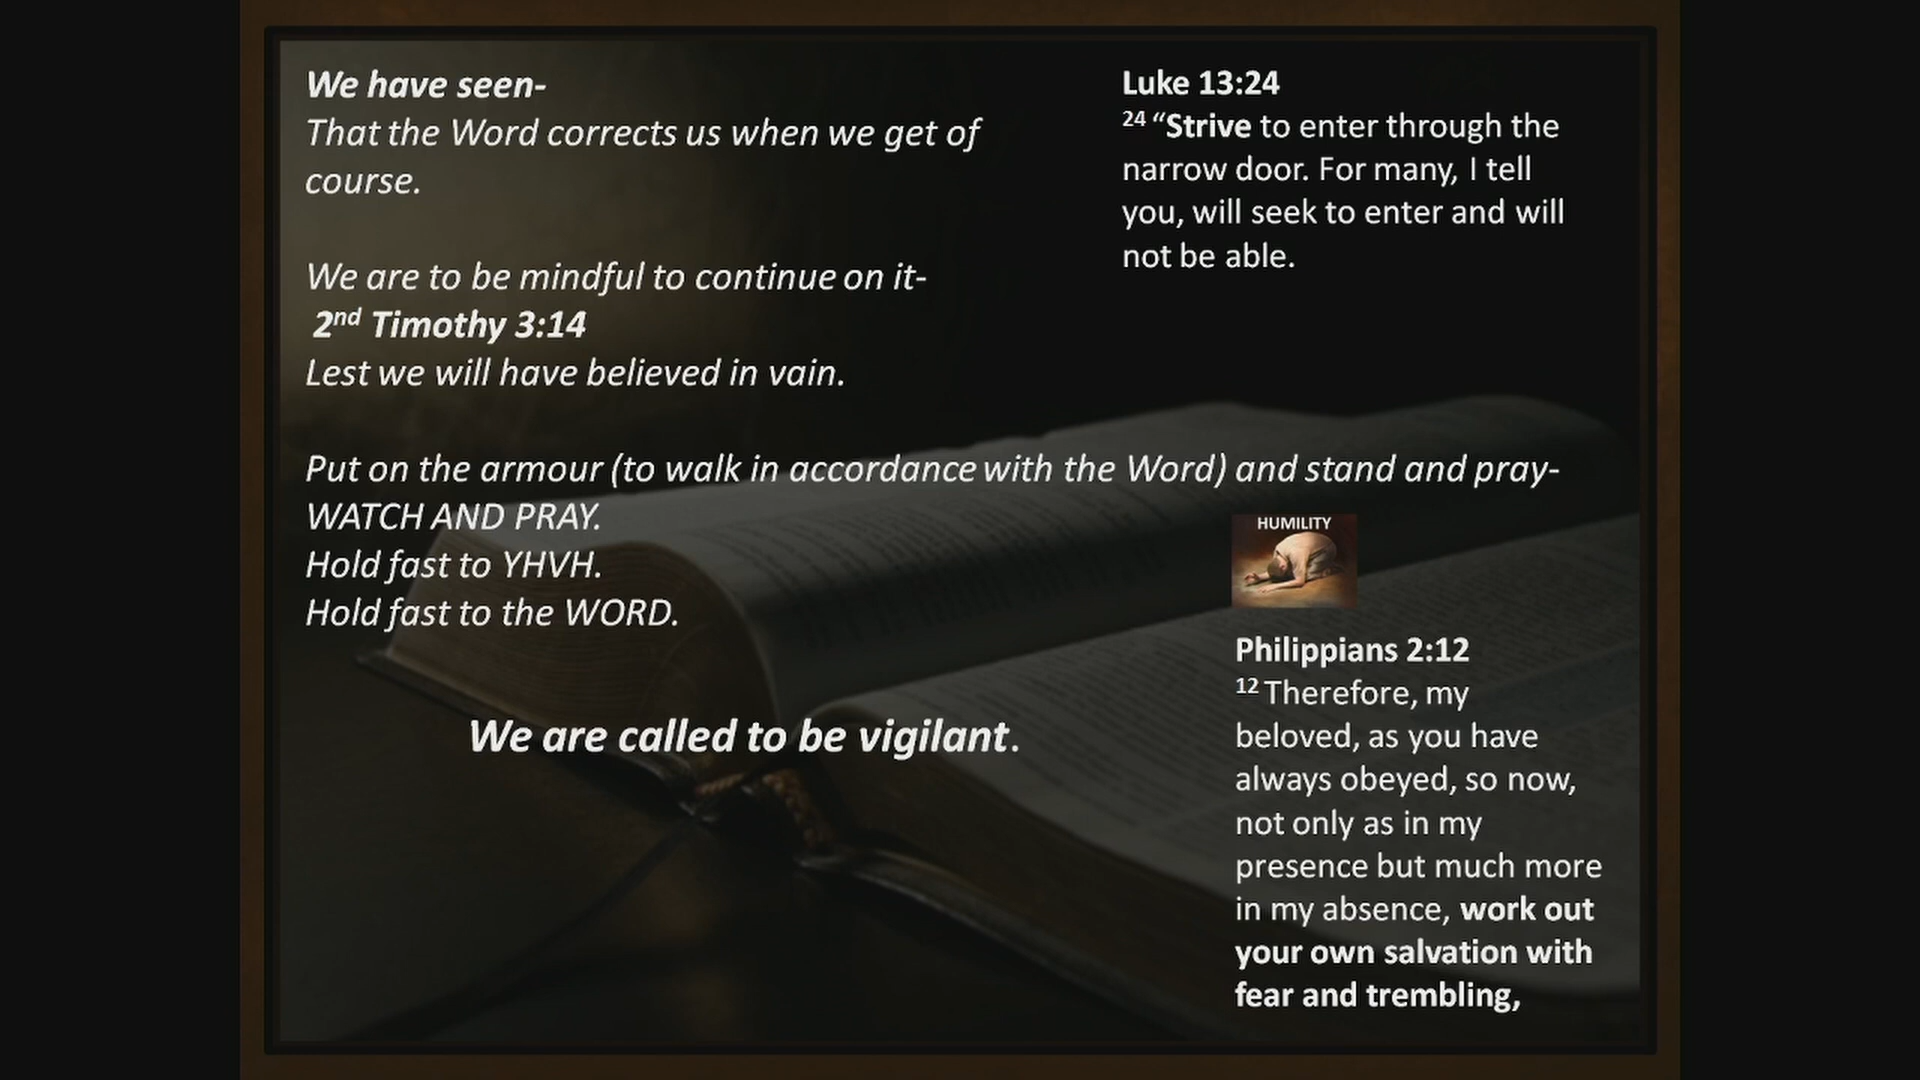 We have seen-
That the Word corrects us when we get of
course.
We are to be mindful to continue on it-
2nd Timothy 3:14
Lest we will have believed in vain.
Luke 13:24
24 “Strive to enter through the
narrow door. For many, I tell
you, will seek to enter and will
not be able.
Put on the armour (to walk in accordance with the Word) and stand and pray-
WATCH AND PRAY.
Hold fast to YHVH.
Hold fast to the WORD.
We are called to be vigilant.
HUMILITY
Philippians 2:12
12 Therefore, my
beloved, as you have
always obeyed, so now,
not only as in my
presence but much more
in my absence, work out
your own salvation with
fear and trembling,